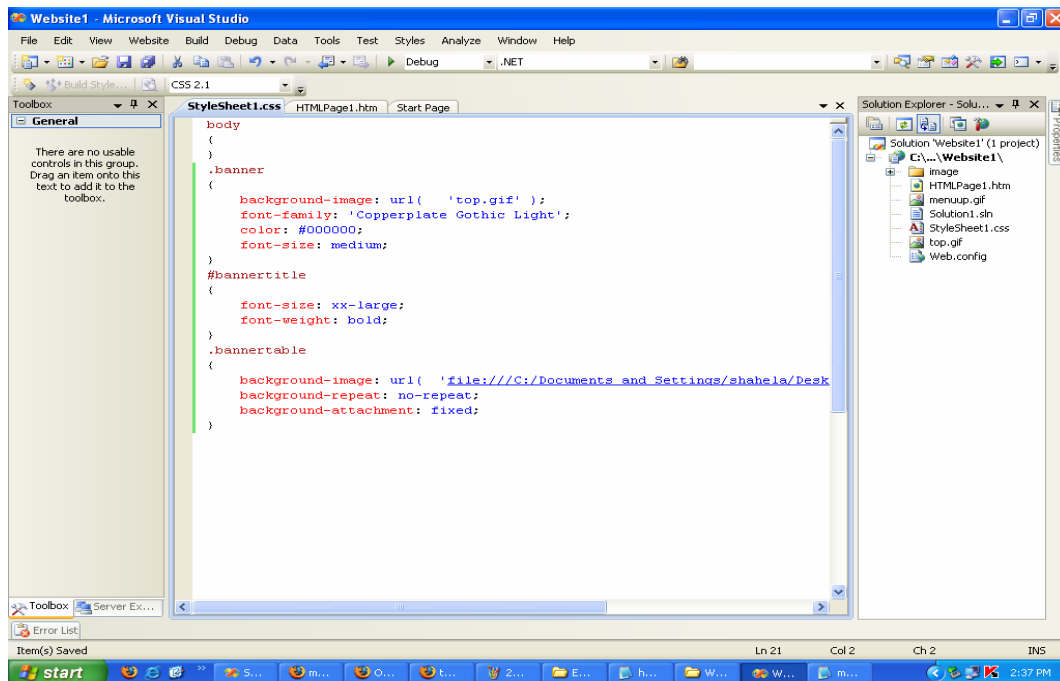 Website1 - Microsoft Visual Studio
File Edit View Website Build Debug Data Tools Test Styles Analyze Window Help
Debug .NET
Build Style... CSS 2.1
Toolbox
General
There are no usable
controls in this group.
Drag an item onto this
text to add it to the
toolbox.
StyleSheet1.css HTMLPage1.htm Start Page
body
{
}
.banner
{
background-image: url( 'top.gif' );
font-family: 'Copperplate Gothic Light';
color: #000000;
font-size: medium;
}
#bannertitle
{
font-size: xx-large;
font-weight: bold;
}
.bannertable
{
background-image: url( 'file:///C:/Documents and Settings/shahela/Desk
background-repeat: no-repeat;
background-attachment: fixed;
}
Solution Explorer - Solu...
Solution 'Website1' (1 project)
C:\...\Website1\
image
HTMLPage1.htm
menuup.gif
Solution1.sln
StyleSheet1.css
top.gif
Web.config
Properties
Toolbox Server Ex...
Error List
Item(s) Saved Ln 21 Col 2 Ch 2 INS
start S... m... O... t... 2... E... h... W... W... m... 2:37 PM